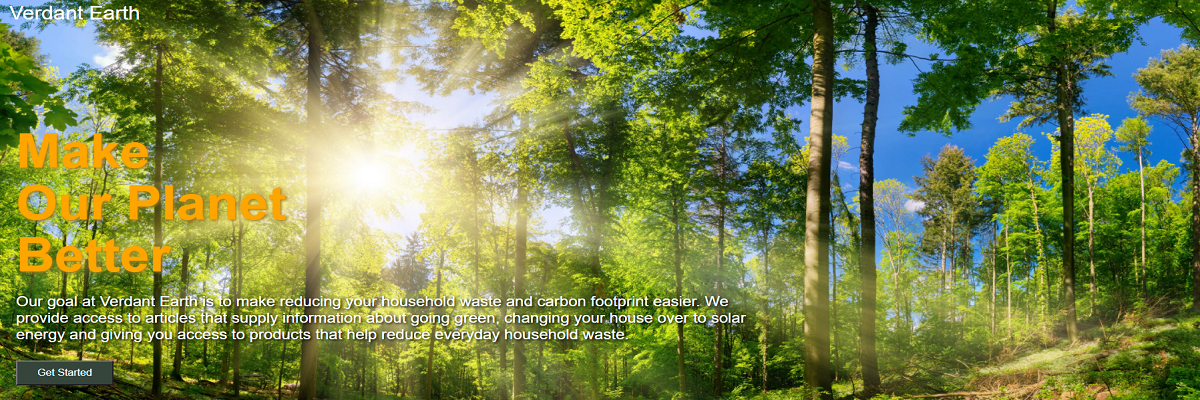 Verdant Earth
Make
Our Planet
Better
Our goal at Verdant Earth is to make reducing your household waste and carbon footprint easier. We
provide access to articles that supply information about going green, changing your house over to solar
energy and giving you access to products that help reduce everyday household waste.
Get Started